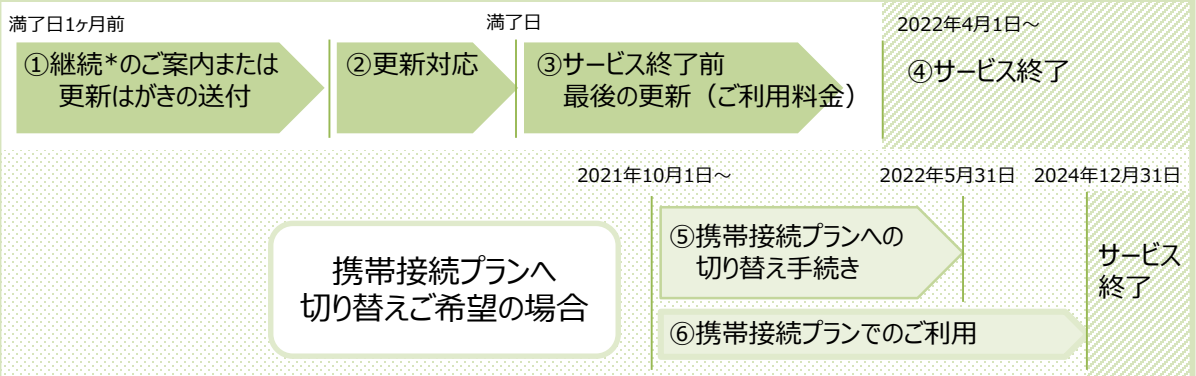 満了日1ヶ月前
満了日
2022年4月1日～
①継続*のご案内または
更新はがきの送付
②更新対応
③サービス終了前
最後の更新（ご利用料金）
④サービス終了
2021年10月1日～
2022年5月31日
2024年12月31日
携帯接続プランへ
切り替えご希望の場合
⑤携帯接続プランへの
切り替え手続き
サービス
終了
⑥携帯接続プランでのご利用